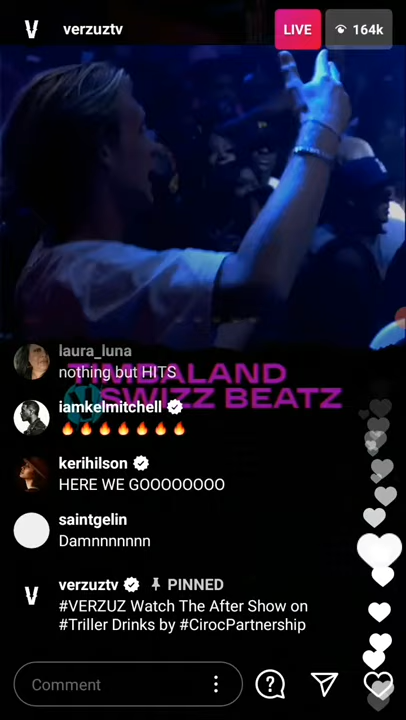 verzuztv
LIVE
164k
laura_luna
nothing but HITS
TIMBALAND
SWIZZ BEATZ
iamkelmitchell
🔥🔥🔥🔥🔥🔥🔥
kerihilson
HERE WE GOOOOOOOO
saintgelin
Damnnnnnnn
verzuztv PINNED
#VERZUZ Watch The After Show on
#Triller Drinks by #CirocPartnership
Comment